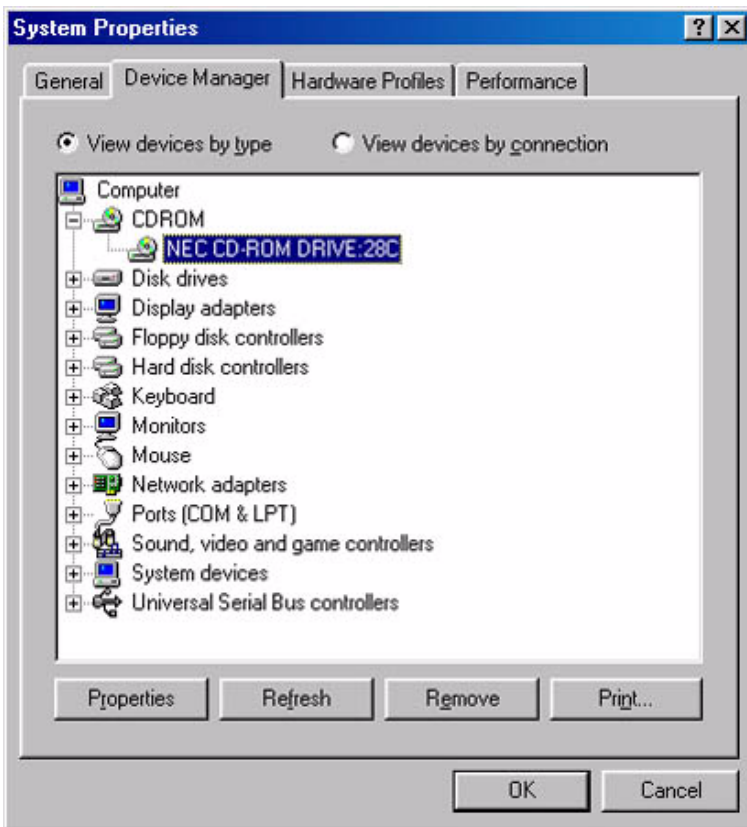 System Properties
General Device Manager Hardware Profiles Performance
View devices by type View devices by connection
Computer
CDROM
NEC CD-ROM DRIVE:28C
Disk drives
Display adapters
Floppy disk controllers
Hard disk controllers
Keyboard
Monitors
Mouse
Network adapters
Ports (COM & LPT)
Sound, video and game controllers
System devices
Universal Serial Bus controllers
Properties Refresh Remove Print...
OK Cancel